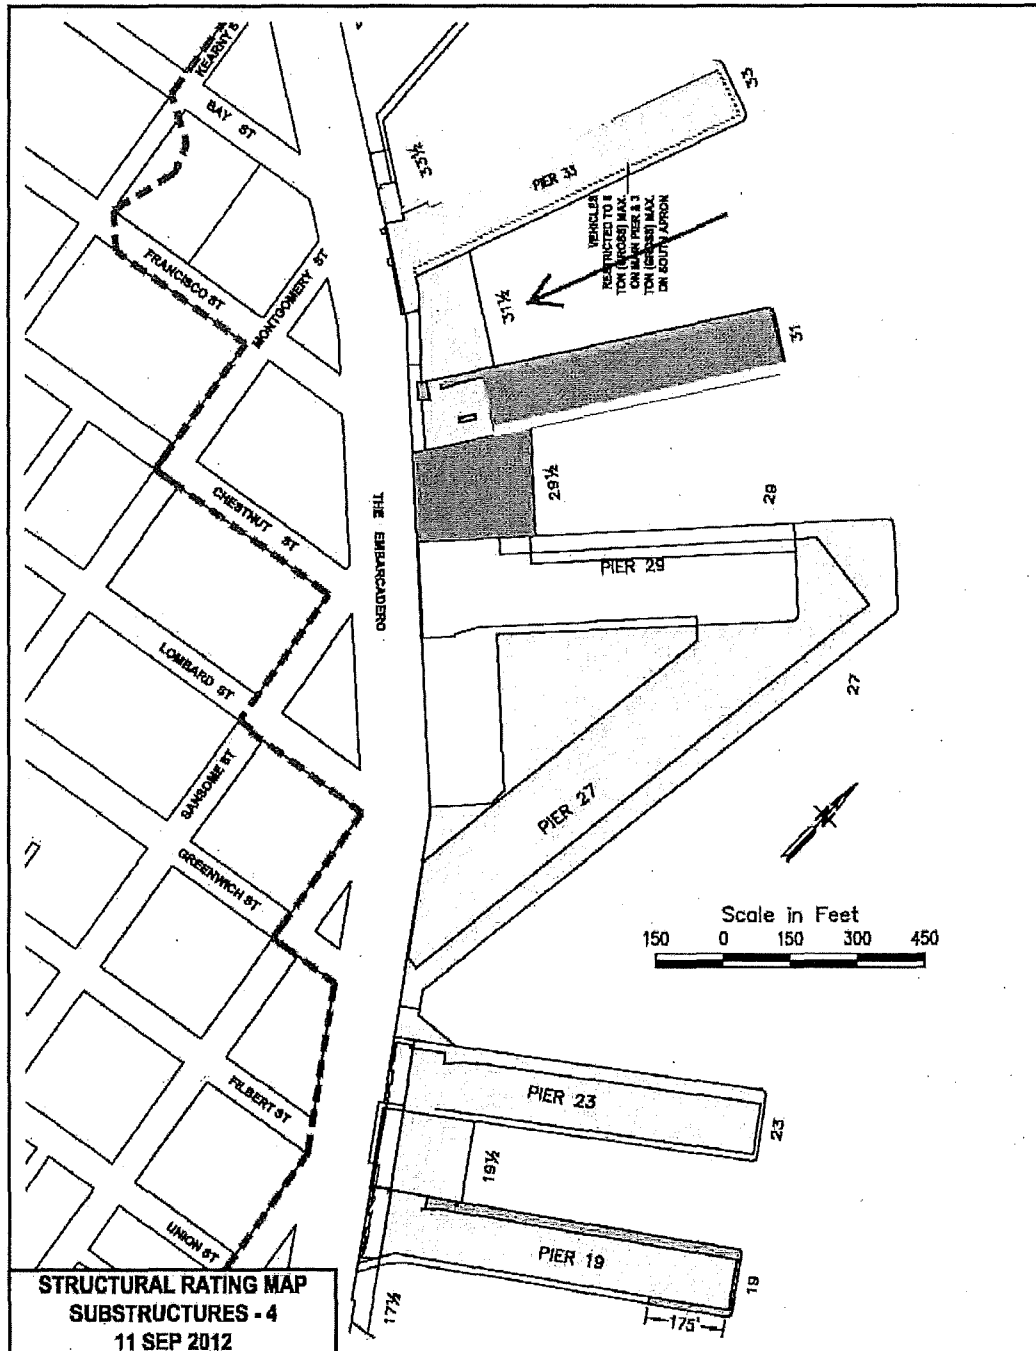 KEARNY S
BAY ST
FRANCISCO ST
MONTGOMERY ST
CHESTNUT ST
LOMBARD ST
SANSOME ST
GREENWICH ST
FILBERT ST
UNION ST
THE EMBARCADERO
33½
PIER 33
33
VEHICLES
RESTRICTED TO 8
TON (GROSS) MAX.
ON MAIN PIER & 3
TON (GROSS) MAX.
ON SOUTH APRON
31½
31
29½
29
PIER 29
27
PIER 27
Scale in Feet
150 0 150 300 450
PIER 23
23
19½
PIER 19
19
175'
17½
STRUCTURAL RATING MAP
SUBSTRUCTURES - 4
11 SEP 2012